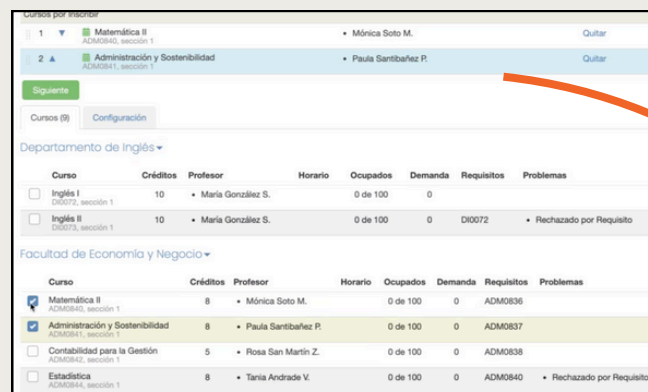 Cursos por Inscribir
1 Matemática II • Mónica Soto M. Quitar
ADM0840, sección 1
2 Administración y Sostenibilidad • Paula Santibañez P. Quitar
ADM0841, sección 1
Siguiente
Cursos (9) Configuración
Departamento de Inglés
Curso Créditos Profesor Horario Ocupados Demanda Requisitos Problemas
Inglés I 10 • María González S. 0 de 100 0
DI0072, sección 1
Inglés II 10 • María González S. 0 de 100 0 DI0072 • Rechazado por Requisito
DI0073, sección 1
Facultad de Economía y Negocio
Curso Créditos Profesor Horario Ocupados Demanda Requisitos Problemas
Matemática II 8 • Mónica Soto M. 0 de 100 0 ADM0836
ADM0840, sección 1
Administración y Sostenibilidad 8 • Paula Santibañez P. 0 de 100 0 ADM0837
ADM0841, sección 1
Contabilidad para la Gestión 5 • Rosa San Martín Z. 0 de 100 0 ADM0838
ADM0842, sección 1
Estadística 8 • Tania Andrade V. 0 de 100 0 ADM0840 • Rechazado por Requisito
ADM0844, sección 1